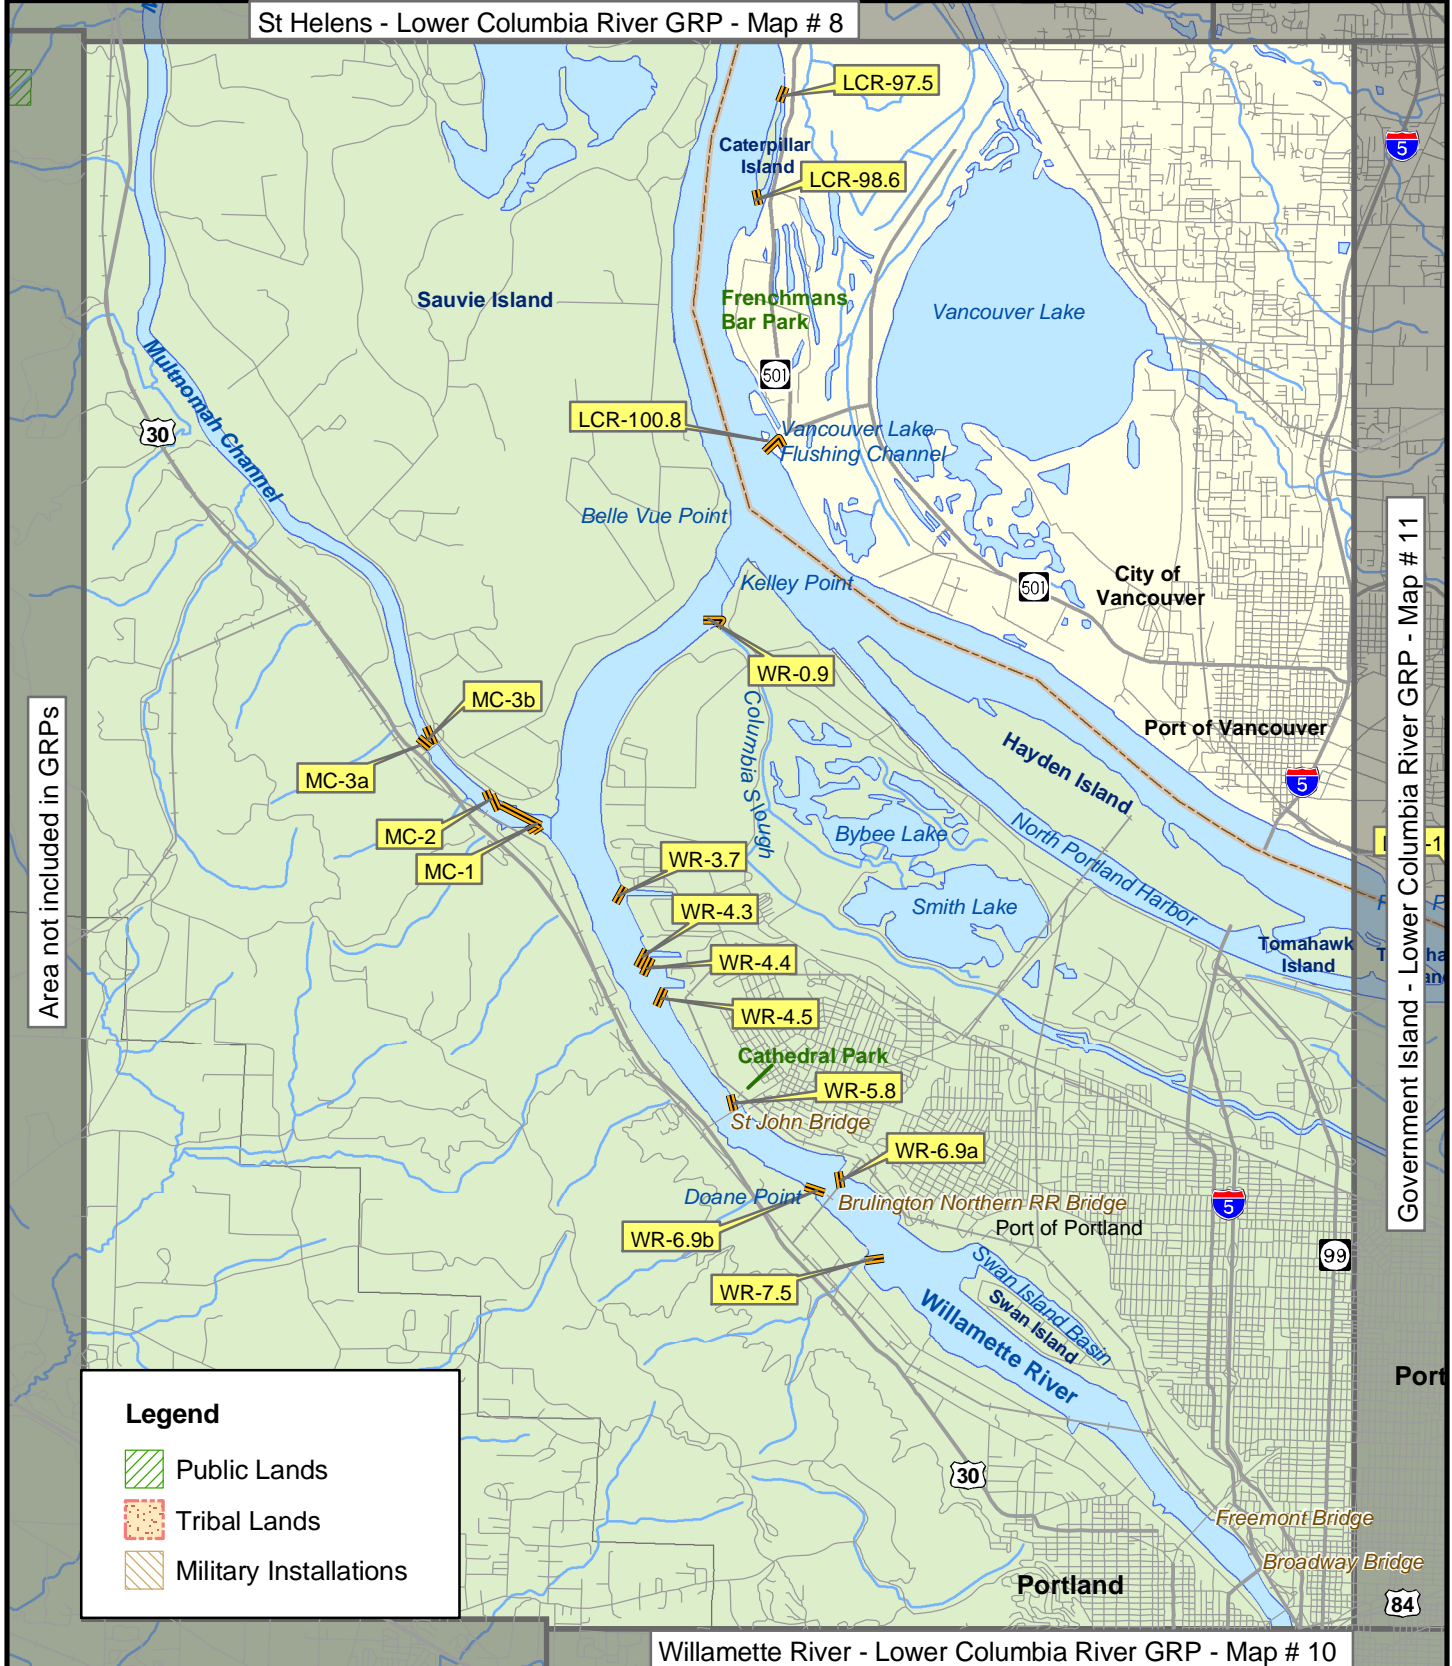 St Helens - Lower Columbia River GRP - Map # 8
LCR-97.5
5
Caterpillar
Island
LCR-98.6
Sauvie Island
Frenchmans
Bar Park
Vancouver Lake
501
Multnomah Channel
30
LCR-100.8
Vancouver Lake
Flushing Channel
Belle Vue Point
Kelley Point
City of
Vancouver
501
WR-0.9
MC-3b
MC-3a
Columbia Slough
Port of Vancouver
Hayden Island
5
Area not included in GRPs
Government Island - Lower Columbia River GRP - Map # 11
MC-2
MC-1
Bybee Lake
North Portland Harbor
WR-3.7
WR-4.3
Smith Lake
WR-4.4
Tomahawk
Island
WR-4.5
Cathedral Park
WR-5.8
St John Bridge
WR-6.9a
Doane Point
Brulington Northern RR Bridge
Port of Portland
5
WR-6.9b
99
WR-7.5
Swan Island Basin
Swan Island
Willamette River
Port
Legend
Public Lands
Tribal Lands
Military Installations
30
Freemont Bridge
Broadway Bridge
Portland
84
Willamette River - Lower Columbia River GRP - Map # 10